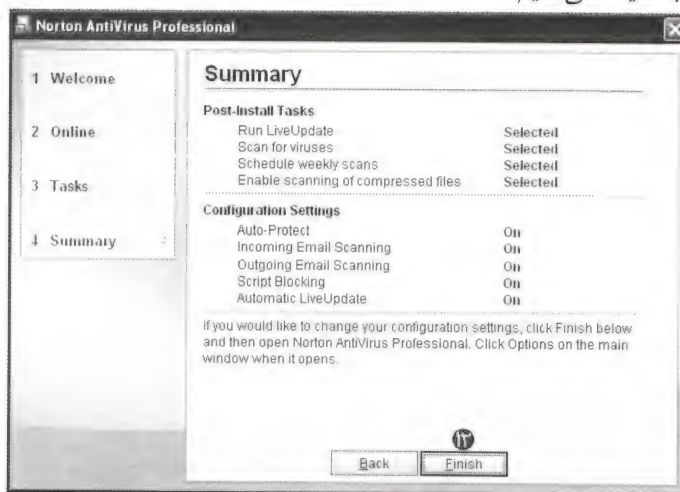 Norton AntiVirus Professional
1 Welcome
2 Online
3 Tasks
4 Summary
Summary
Post-Install Tasks
Run LiveUpdate Selected
Scan for viruses Selected
Schedule weekly scans Selected
Enable scanning of compressed files Selected
Configuration Settings
Auto-Protect On
Incoming Email Scanning On
Outgoing Email Scanning On
Script Blocking On
Automatic LiveUpdate On
If you would like to change your configuration settings, click Finish below
and then open Norton AntiVirus Professional. Click Options on the main
window when it opens.
۱۳
Back Finish